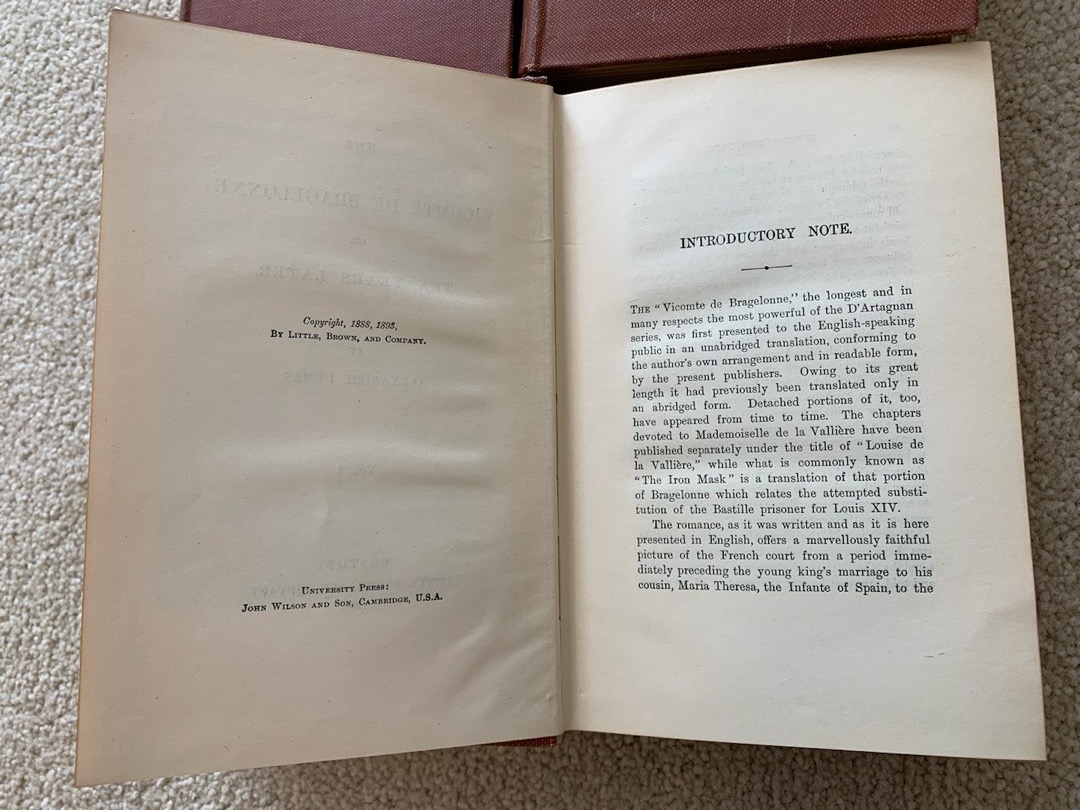 Copyright, 1888, 1893,
BY LITTLE, BROWN, AND COMPANY.
UNIVERSITY PRESS:
JOHN WILSON AND SON, CAMBRIDGE, U.S.A.
INTRODUCTORY NOTE.
THE "Vicomte de Bragelonne," the longest and in
many respects the most powerful of the D'Artagnan
series, was first presented to the English-speaking
public in an unabridged translation, conforming to
the author's own arrangement and in readable form,
by the present publishers. Owing to its great
length it had previously been translated only in
an abridged form. Detached portions of it, too,
have appeared from time to time. The chapters
devoted to Mademoiselle de la Vallière have been
published separately under the title of "Louise de
la Vallière," while what is commonly known as
"The Iron Mask" is a translation of that portion
of Bragelonne which relates the attempted substi-
tution of the Bastille prisoner for Louis XIV.
The romance, as it was written and as it is here
presented in English, offers a marvellously faithful
picture of the French court from a period imme-
diately preceding the young king's marriage to his
cousin, Maria Theresa, the Infante of Spain, to the